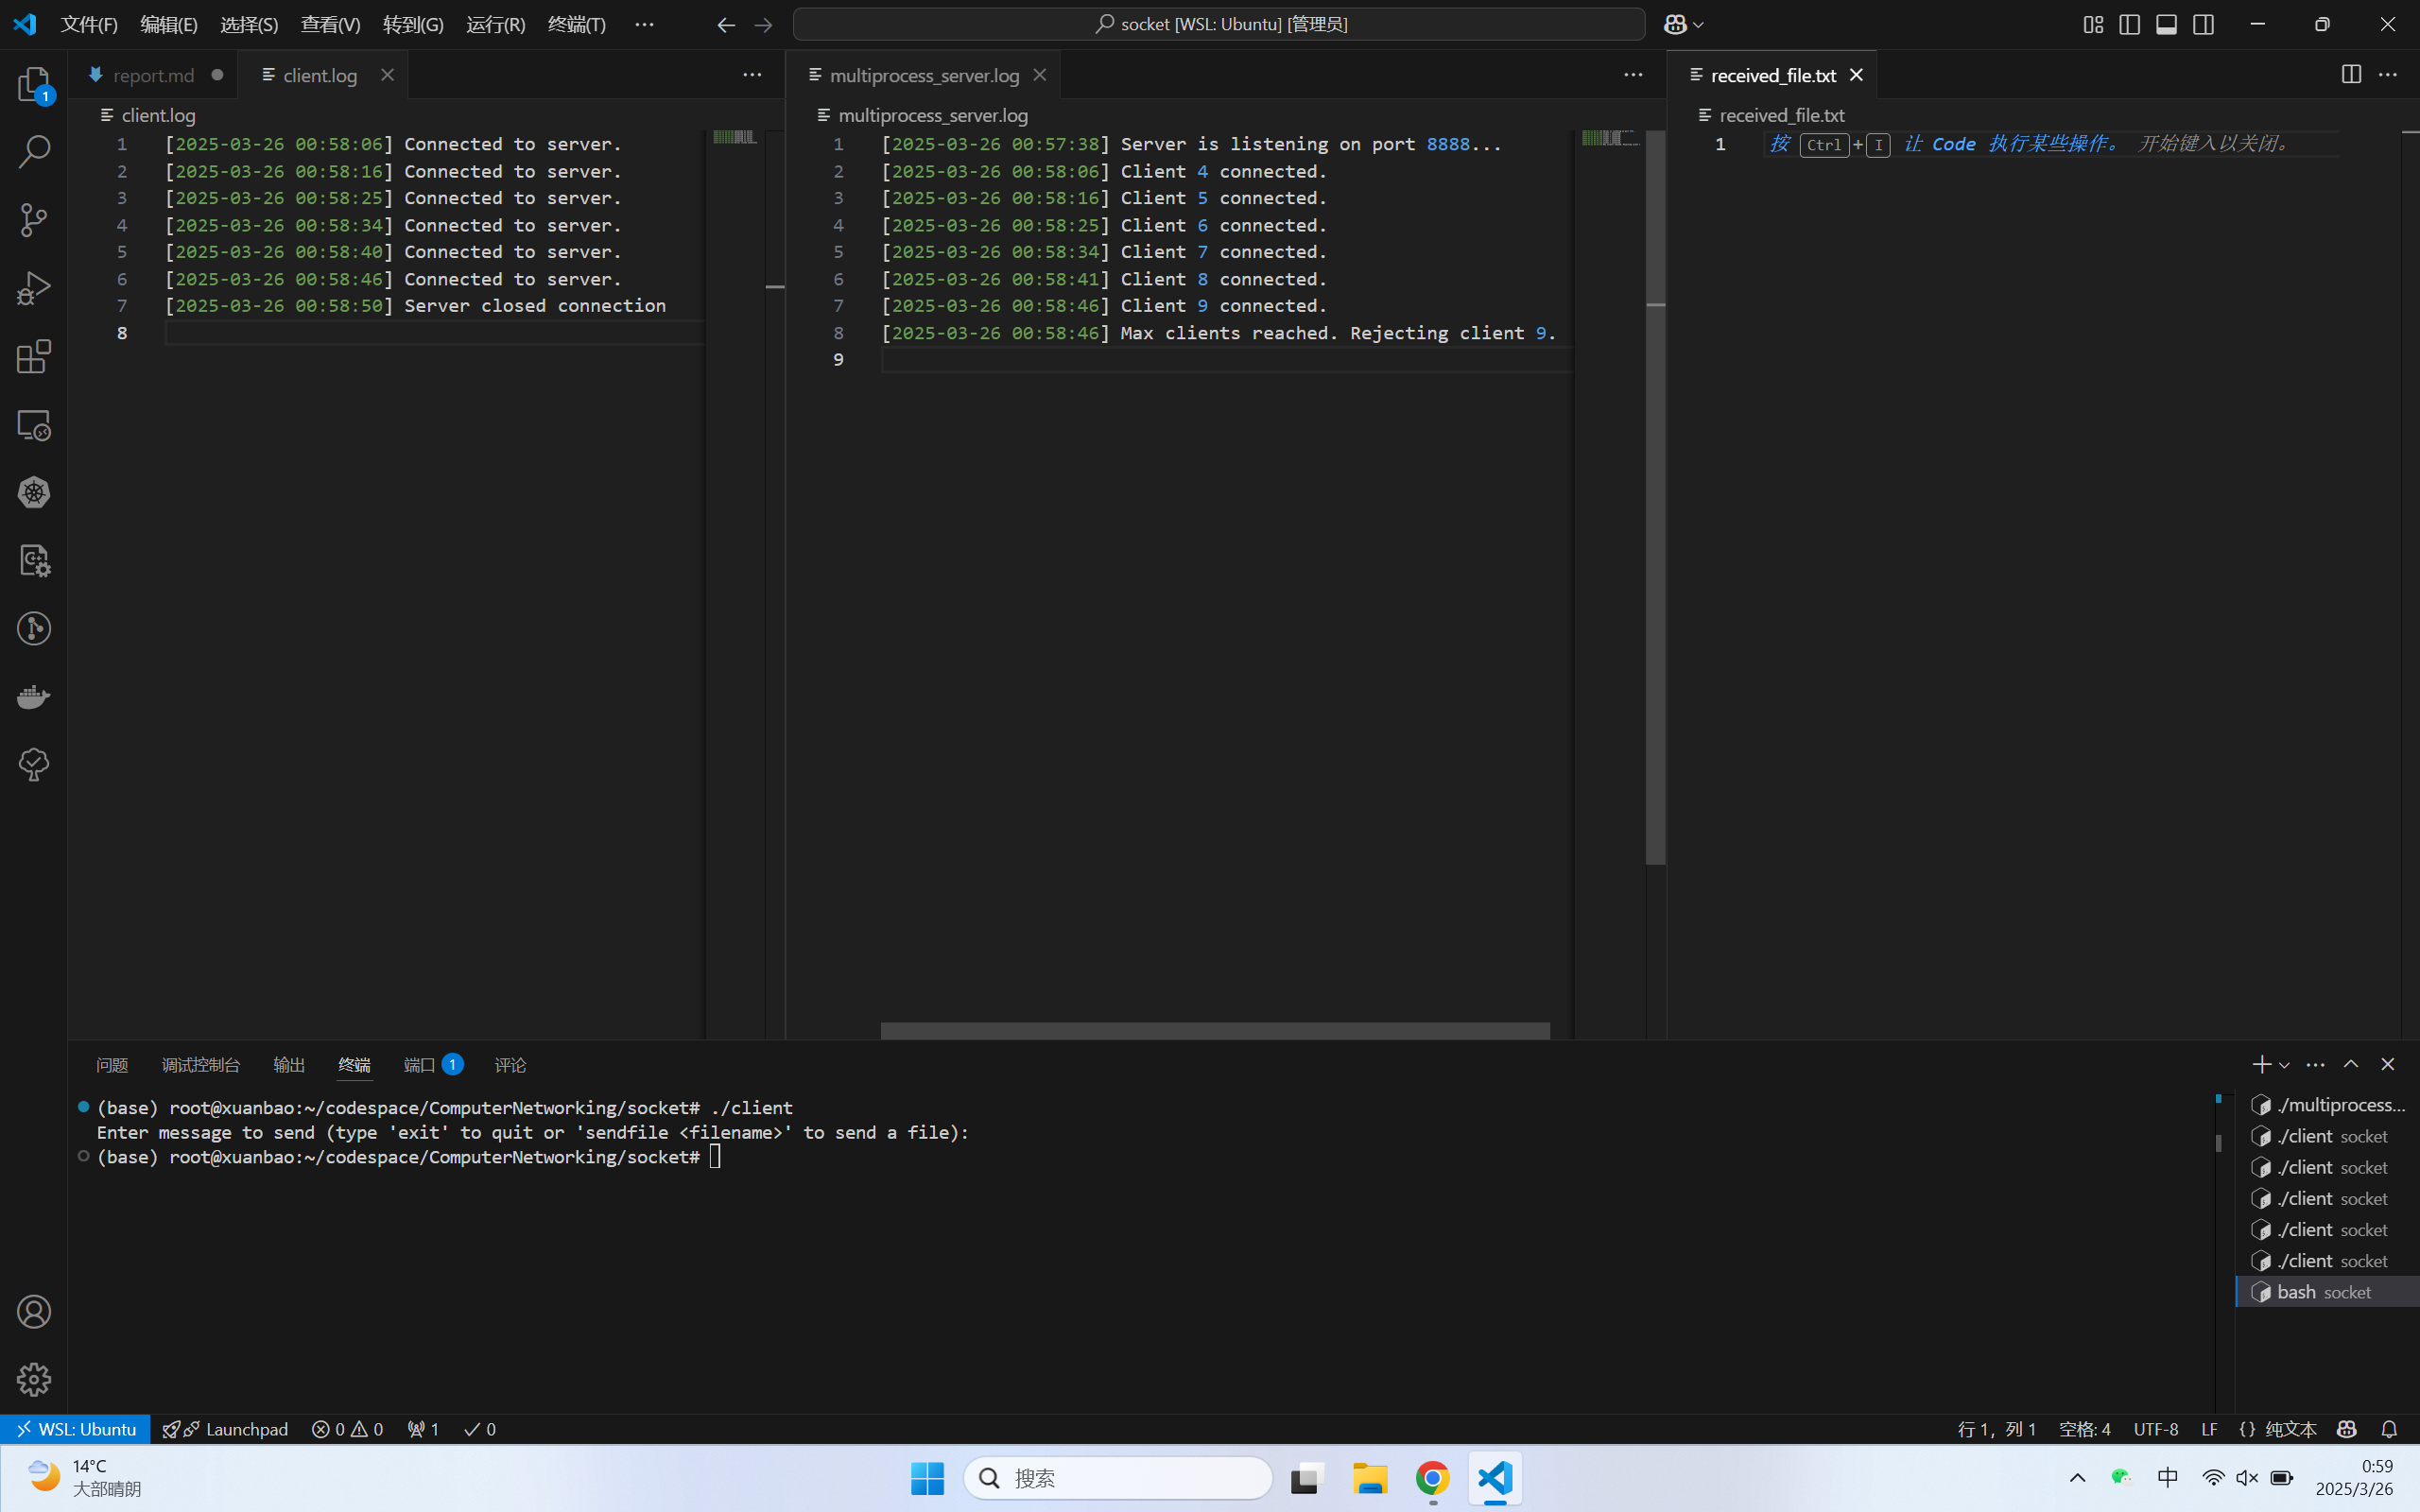 文件(F) 编辑(E) 选择(S) 查看(V) 转到(G) 运行(R) 终端(T) ··· socket [WSL: Ubuntu] [管理员]
report.md client.log multiprocess_server.log received_file.txt
client.log
1 [2025-03-26 00:58:06] Connected to server.
2 [2025-03-26 00:58:16] Connected to server.
3 [2025-03-26 00:58:25] Connected to server.
4 [2025-03-26 00:58:34] Connected to server.
5 [2025-03-26 00:58:40] Connected to server.
6 [2025-03-26 00:58:46] Connected to server.
7 [2025-03-26 00:58:50] Server closed connection
8
multiprocess_server.log
1 [2025-03-26 00:57:38] Server is listening on port 8888...
2 [2025-03-26 00:58:06] Client 4 connected.
3 [2025-03-26 00:58:16] Client 5 connected.
4 [2025-03-26 00:58:25] Client 6 connected.
5 [2025-03-26 00:58:34] Client 7 connected.
6 [2025-03-26 00:58:41] Client 8 connected.
7 [2025-03-26 00:58:46] Client 9 connected.
8 [2025-03-26 00:58:46] Max clients reached. Rejecting client 9.
9
received_file.txt
1 按 Ctrl+I 让 Code 执行某些操作。 开始键入以关闭。
1
问题 调试控制台 输出 终端 端口 1 评论
(base) root@xuanbao:~/codespace/ComputerNetworking/socket# ./client
Enter message to send (type 'exit' to quit or 'sendfile <filename>' to send a file):
(base) root@xuanbao:~/codespace/ComputerNetworking/socket#
./multiprocess...
./client socket
./client socket
./client socket
./client socket
./client socket
bash socket
WSL: Ubuntu Launchpad 0 0 1 0 行 1，列 1 空格: 4 UTF-8 LF {} 纯文本
14°C
大部晴朗
搜索
中
0:59
2025/3/26